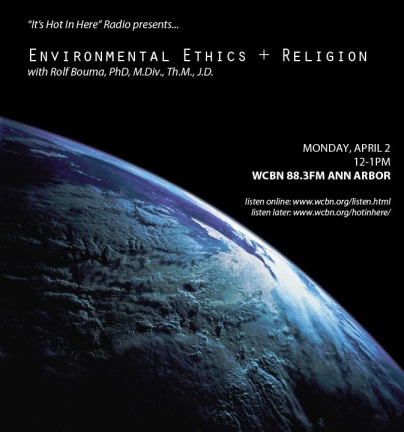 "It's Hot In Here" Radio presents...
Environmental Ethics + Religion
with Rolf Bouma, PhD, M.Div., Th.M., J.D.
MONDAY, APRIL 2
12-1PM
WCBN 88.3FM ANN ARBOR
listen online: www.wcbn.org/listen.html
listen later: www.wcbn.org/hotinhere/